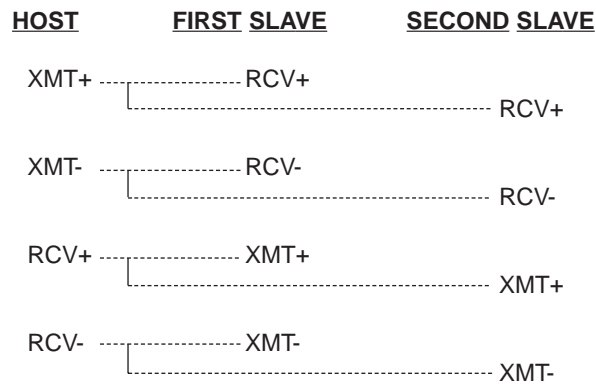 HOST FIRST SLAVE SECOND SLAVE
XMT+ RCV+
RCV+
XMT- RCV-
RCV-
RCV+ XMT+
XMT+
RCV- XMT-
XMT-